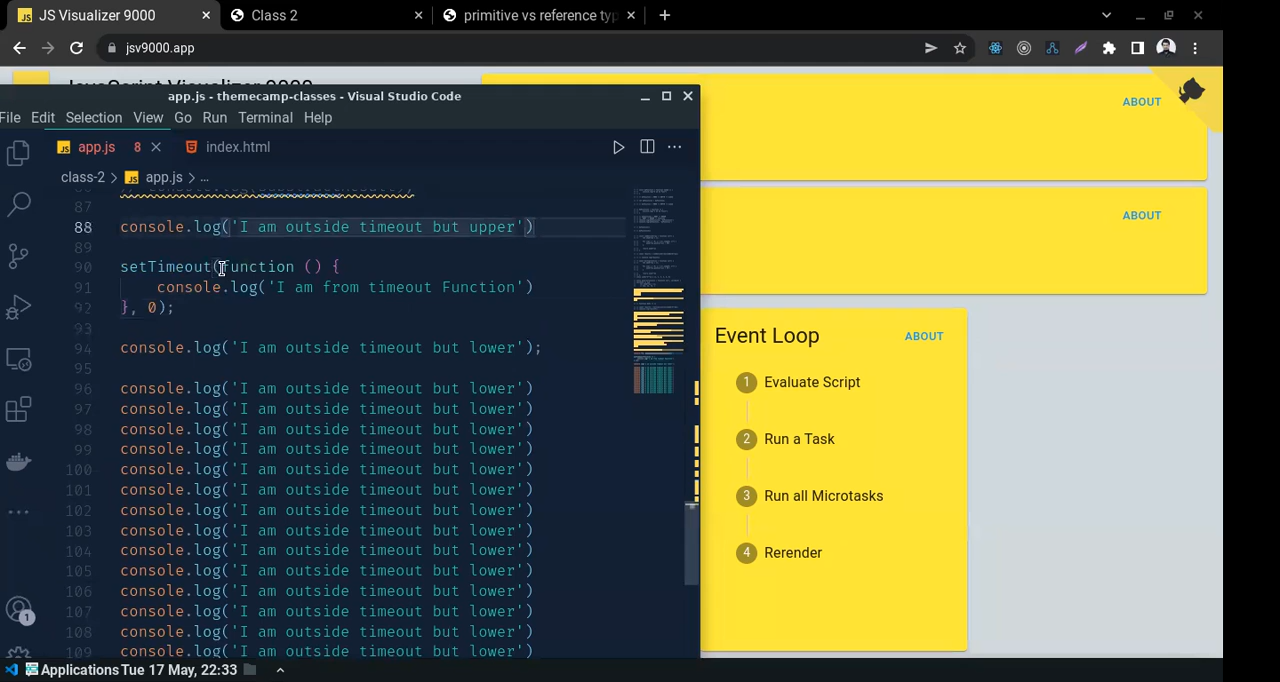 JS Visualizer 9000
Class 2
primitive vs reference typ
jsv9000.app
JavaScript Visualizer 9000
ABOUT
app.js - themecamp-classes - Visual Studio Code
File Edit Selection View Go Run Terminal Help
JS app.js 8
index.html
class-2 > JS app.js > ...
87
88 console.log('I am outside timeout but upper')
89
90 setTimeout(function () {
91 console.log('I am from timeout Function')
92 }, 0);
93
94 console.log('I am outside timeout but lower');
95
96 console.log('I am outside timeout but lower')
97 console.log('I am outside timeout but lower')
98 console.log('I am outside timeout but lower')
99 console.log('I am outside timeout but lower')
100 console.log('I am outside timeout but lower')
101 console.log('I am outside timeout but lower')
102 console.log('I am outside timeout but lower')
103 console.log('I am outside timeout but lower')
104 console.log('I am outside timeout but lower')
105 console.log('I am outside timeout but lower')
106 console.log('I am outside timeout but lower')
107 console.log('I am outside timeout but lower')
108 console.log('I am outside timeout but lower')
109 console.log('I am outside timeout but lower')
1
ABOUT
Event Loop
ABOUT
1 Evaluate Script
2 Run a Task
3 Run all Microtasks
4 Rerender
Applications Tue 17 May, 22:33